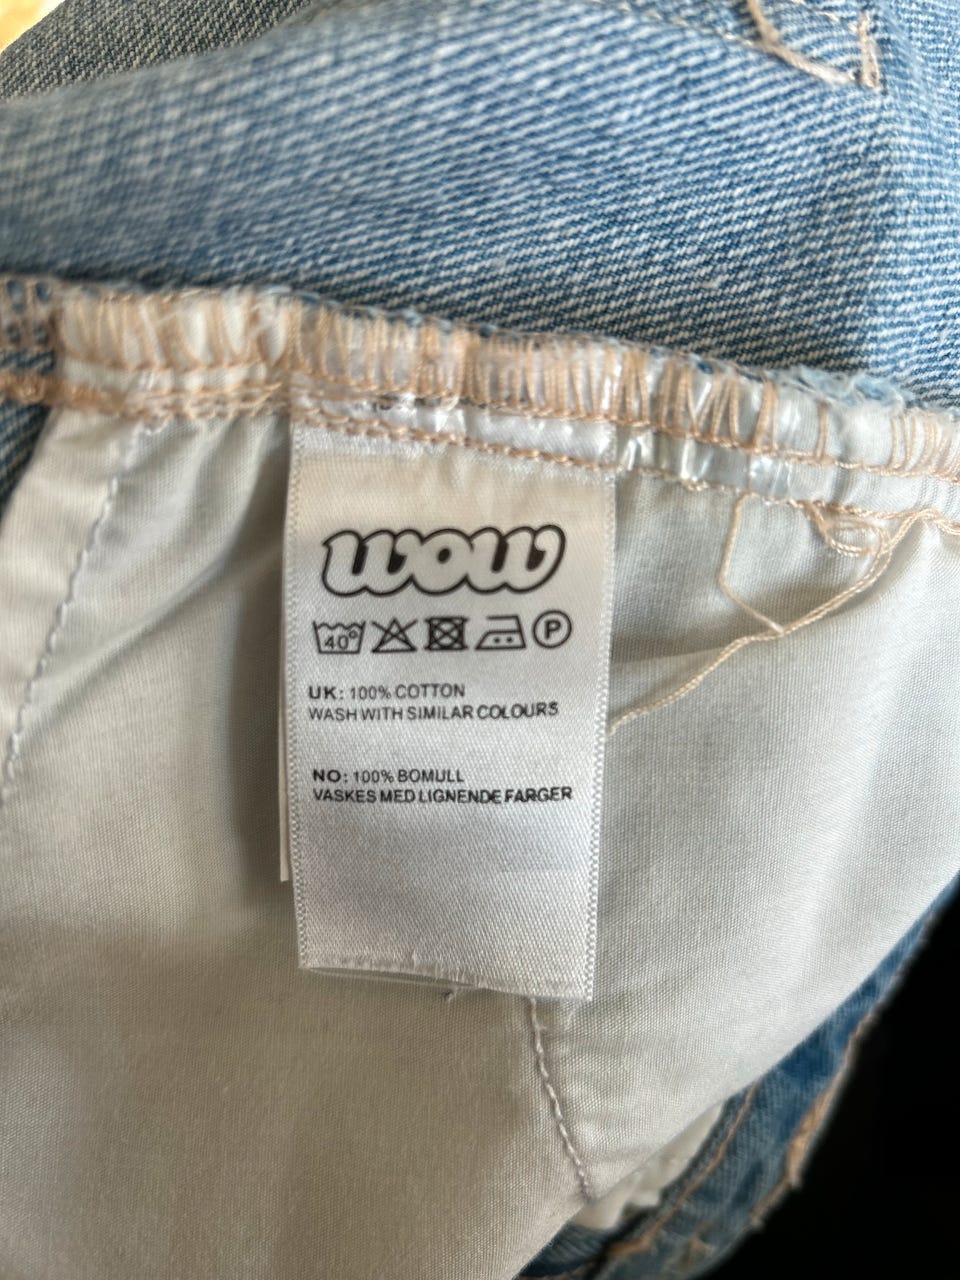 wow
40° P
UK: 100% COTTON
WASH WITH SIMILAR COLOURS
NO: 100% BOMULL
VASKES MED LIGNENDE FARGER